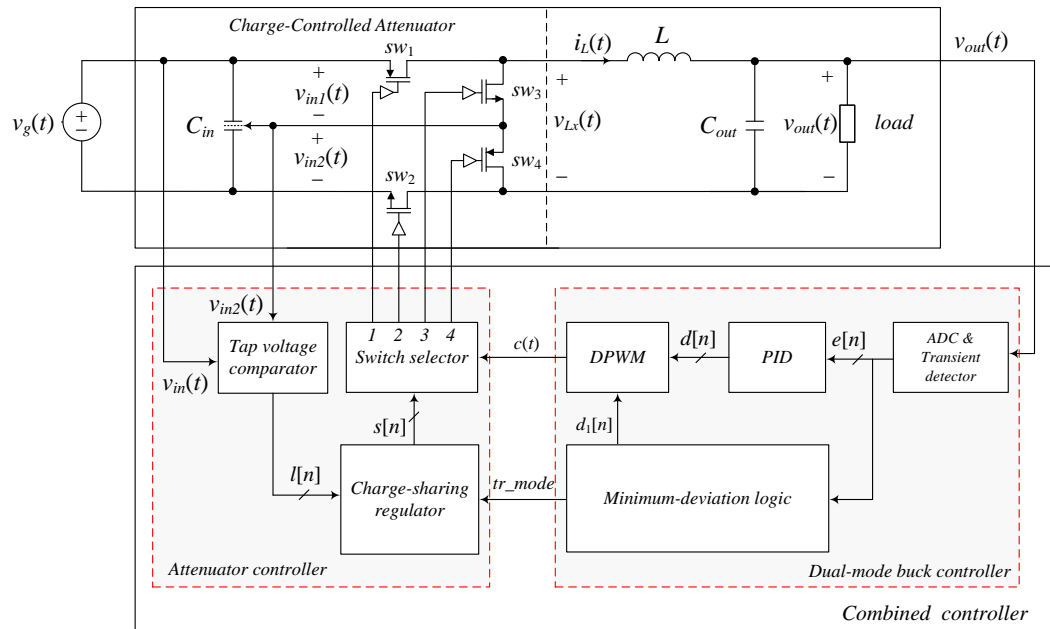 Charge-Controlled Attenuator
sw1
iL(t)
L
vout(t)
+
vin1(t)
−
sw3
+
vLx(t)
−
vg(t)
+
−
Cin
+
vin2(t)
−
sw4
sw2
Cout
+
vout(t)
−
load
vin2(t)
vin(t)
Tap voltage
comparator
1 2 3 4
Switch selector
c(t)
DPWM
d[n]
PID
e[n]
ADC &
Transient
detector
s[n]
d1[n]
l[n]
Charge-sharing
regulator
tr_mode
Minimum-deviation logic
Attenuator controller
Dual-mode buck controller
Combined controller